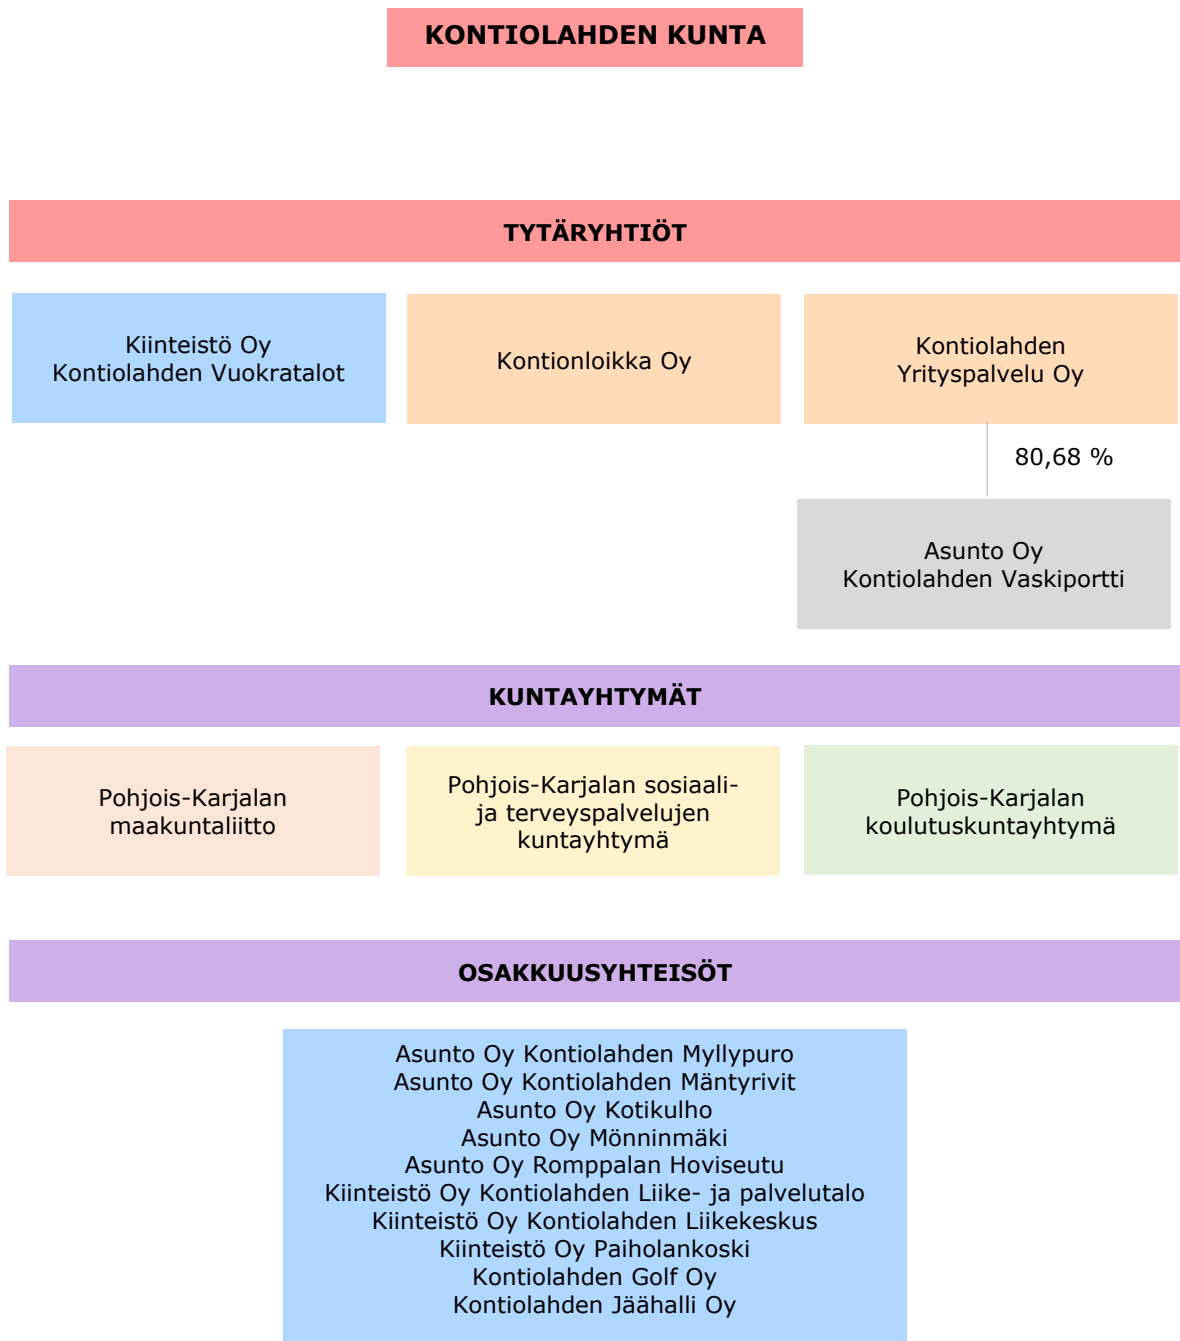 KONTIOLAHDEN KUNTA
TYTÄRYHTIÖT
Kiinteistö Oy
Kontiolahden Vuokratalot
Kontionloikka Oy
Kontiolahden
Yrityspalvelu Oy
80,68 %
Asunto Oy
Kontiolahden Vaskiportti
KUNTAYHTYMÄT
Pohjois-Karjalan
maakuntaliitto
Pohjois-Karjalan sosiaali-
ja terveyspalvelujen
kuntayhtymä
Pohjois-Karjalan
koulutuskuntayhtymä
OSAKKUUSYHTEISÖT
Asunto Oy Kontiolahden Myllypuro
Asunto Oy Kontiolahden Mäntyrivit
Asunto Oy Kotikulho
Asunto Oy Mönninmäki
Asunto Oy Romppalan Hoviseutu
Kiinteistö Oy Kontiolahden Liike- ja palvelutalo
Kiinteistö Oy Kontiolahden Liikekeskus
Kiinteistö Oy Paiholankoski
Kontiolahden Golf Oy
Kontiolahden Jäähalli Oy